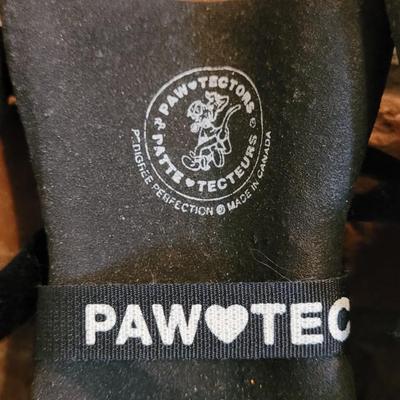 PAW♥TECTORS
PATTE♥TECTEURS
PEDIGREE PERFECTION ® MADE IN CANADA
PAW♥TEC